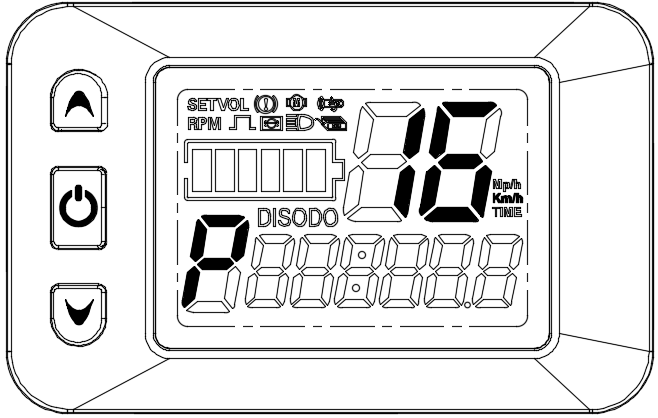 SETVOL
RPM
16
Mp/h
Km/h
TIME
DISODO
P